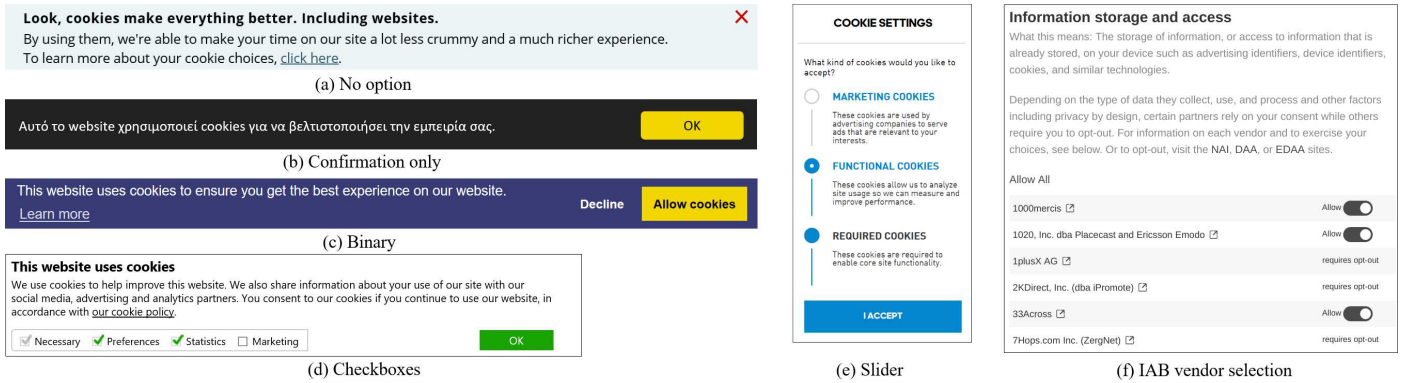 Look, cookies make everything better. Including websites.
By using them, we're able to make your time on our site a lot less crummy and a much richer experience.
To learn more about your cookie choices, click here.
(a) No option
Αυτό το website χρησιμοποιεί cookies για να βελτιστοποιήσει την εμπειρία σας.
OK
(b) Confirmation only
This website uses cookies to ensure you get the best experience on our website.
Learn more
Decline
Allow cookies
(c) Binary
This website uses cookies
We use cookies to help improve this website. We also share information about your use of our site with our
social media, advertising and analytics partners. You consent to our cookies if you continue to use our website, in
accordance with our cookie policy.
Necessary Preferences Statistics Marketing
OK
(d) Checkboxes
COOKIE SETTINGS
What kind of cookies would you like to
accept?
MARKETING COOKIES
These cookies are used by
advertising companies to serve
ads that are relevant to your
interests.
FUNCTIONAL COOKIES
These cookies allow us to analyze
site usage so we can measure and
improve performance.
REQUIRED COOKIES
These cookies are required to
enable core site functionality.
I ACCEPT
(e) Slider
Information storage and access
What this means: The storage of information, or access to information that is
already stored, on your device such as advertising identifiers, device identifiers,
cookies, and similar technologies.
Depending on the type of data they collect, use, and process and other factors
including privacy by design, certain partners rely on your consent while others
require you to opt-out. For information on each vendor and to exercise your
choices, see below. Or to opt-out, visit the NAI, DAA, or EDAA sites.
Allow All
1000mercis Allow
1020, Inc. dba Placecast and Ericsson Emodo Allow
1plusX AG requires opt-out
2KDirect, Inc. (dba iPromote) requires opt-out
33Across Allow
7Hops.com Inc. (ZergNet) requires opt-out
(f) IAB vendor selection